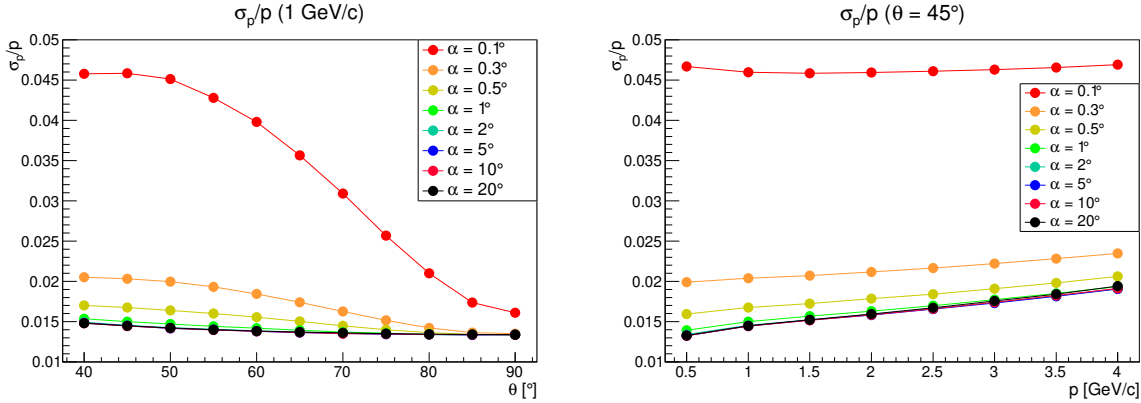 σp/p (1 GeV/c)
σp/p
0.05
0.045
0.04
0.035
0.03
0.025
0.02
0.015
0.01
40 50 60 70 80 90
θ [°]
α = 0.1°
α = 0.3°
α = 0.5°
α = 1°
α = 2°
α = 5°
α = 10°
α = 20°
σp/p (θ = 45°)
σp/p
0.05
0.045
0.04
0.035
0.03
0.025
0.02
0.015
0.01
0.5 1 1.5 2 2.5 3 3.5 4
p [GeV/c]
α = 0.1°
α = 0.3°
α = 0.5°
α = 1°
α = 2°
α = 5°
α = 10°
α = 20°